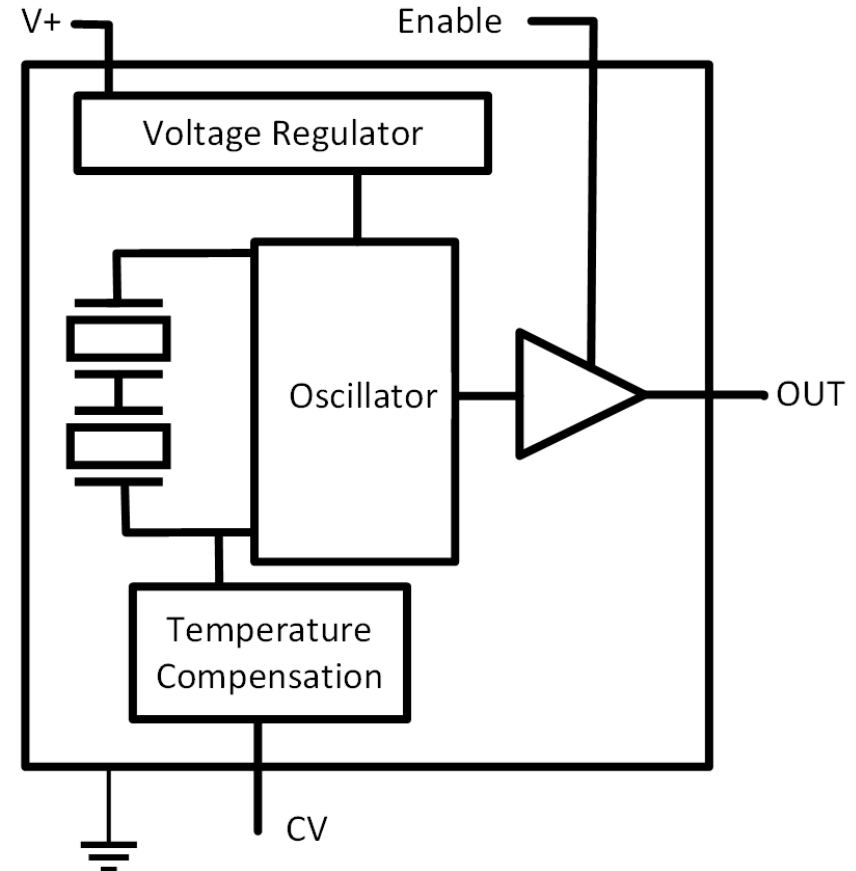 V+
Enable
Voltage Regulator
Oscillator
OUT
Temperature
Compensation
CV